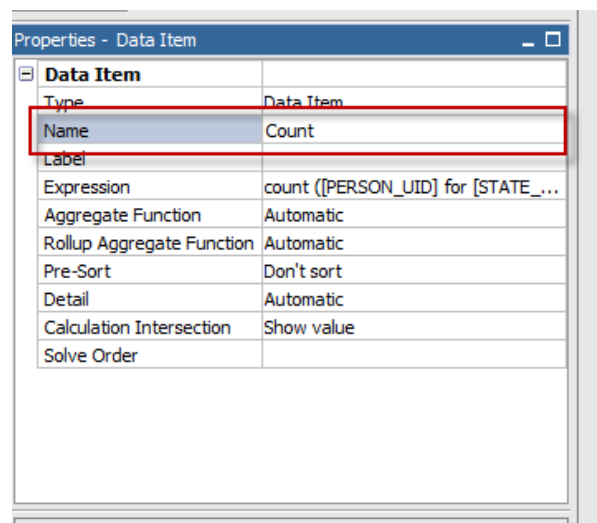 Properties - Data Item
Data Item
Type Data Item
Name Count
Label
Expression count ([PERSON_UID] for [STATE_...
Aggregate Function Automatic
Rollup Aggregate Function Automatic
Pre-Sort Don't sort
Detail Automatic
Calculation Intersection Show value
Solve Order